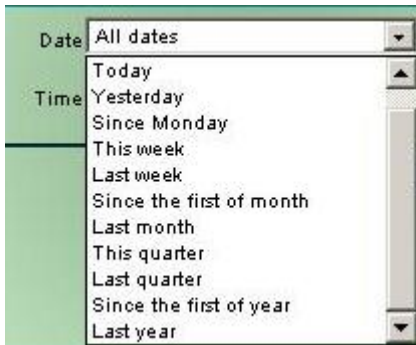 Date All dates
Today
Time Yesterday
Since Monday
This week
Last week
Since the first of month
Last month
This quarter
Last quarter
Since the first of year
Last year